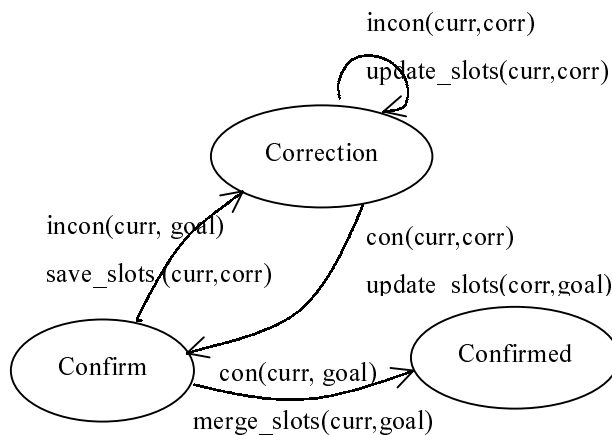 incon(curr,corr)
update_slots(curr,corr)
Correction
incon(curr, goal)
save_slots (curr,corr)
con(curr,corr)
update_slots(corr,goal)
Confirm
Confirmed
con(curr, goal)
merge_slots(curr,goal)